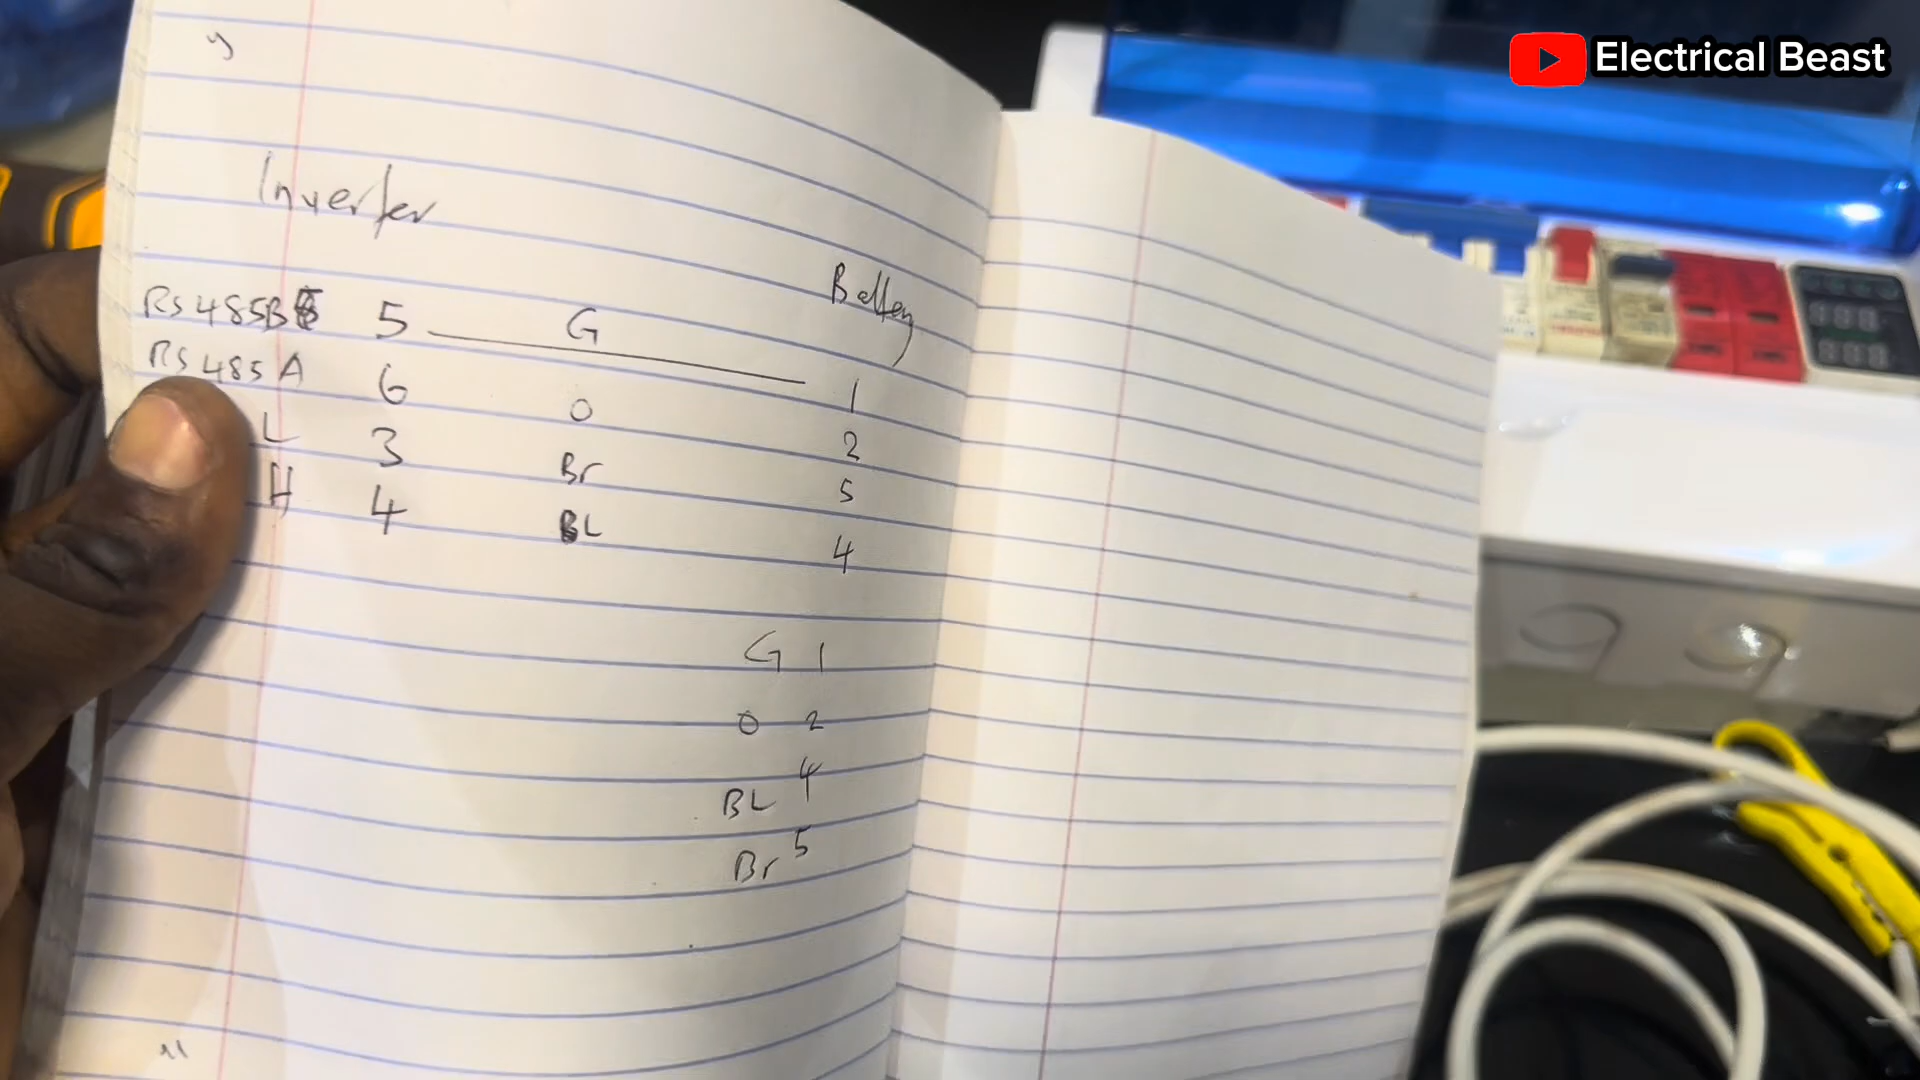 Electrical Beast
Inverter
Battery
RS485B 5 G 1
RS485A 6 O 2
L 3 Br 5
H 4 BL 4
G 1
O 2
BL 4
Br 5